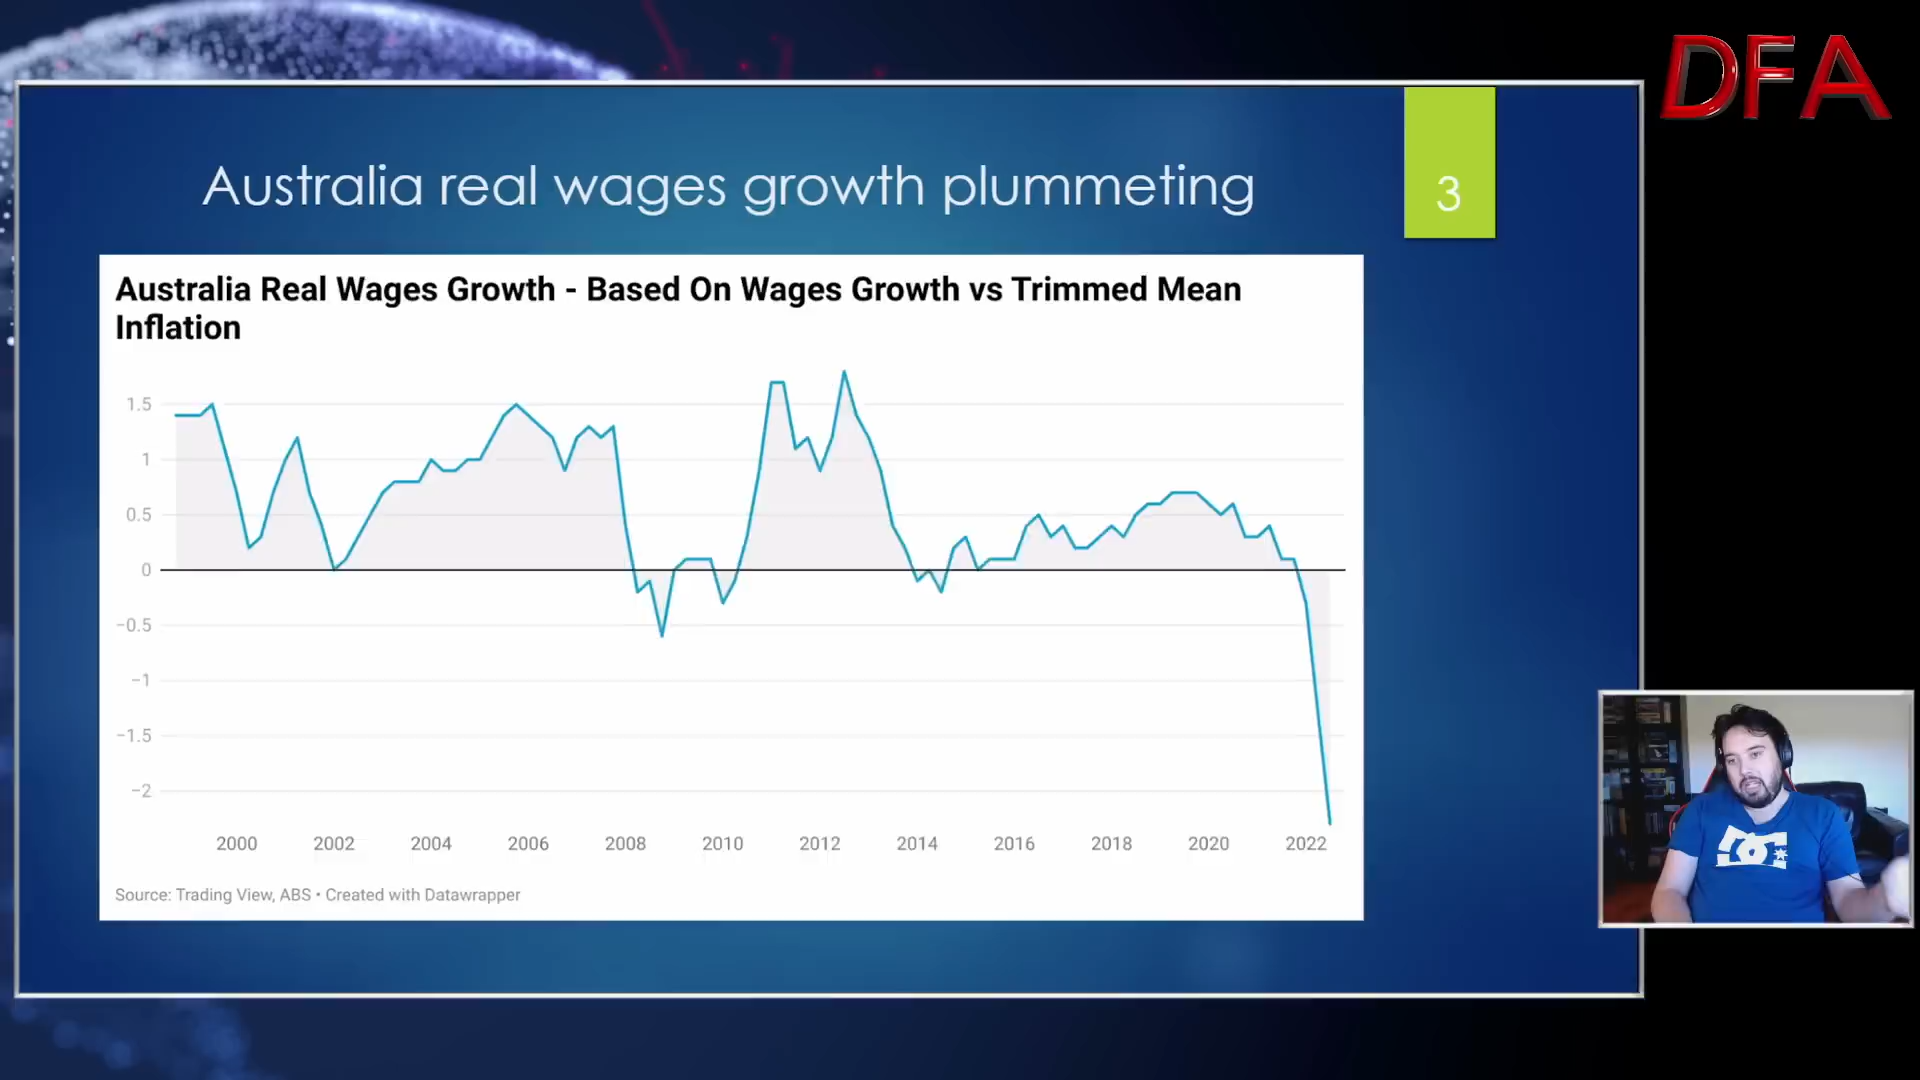 DFA
Australia real wages growth plummeting
3
Australia Real Wages Growth - Based On Wages Growth vs Trimmed Mean
Inflation
1.5
1
0.5
0
−0.5
−1
−1.5
−2
2000 2002 2004 2006 2008 2010 2012 2014 2016 2018 2020 2022
Source: Trading View, ABS • Created with Datawrapper